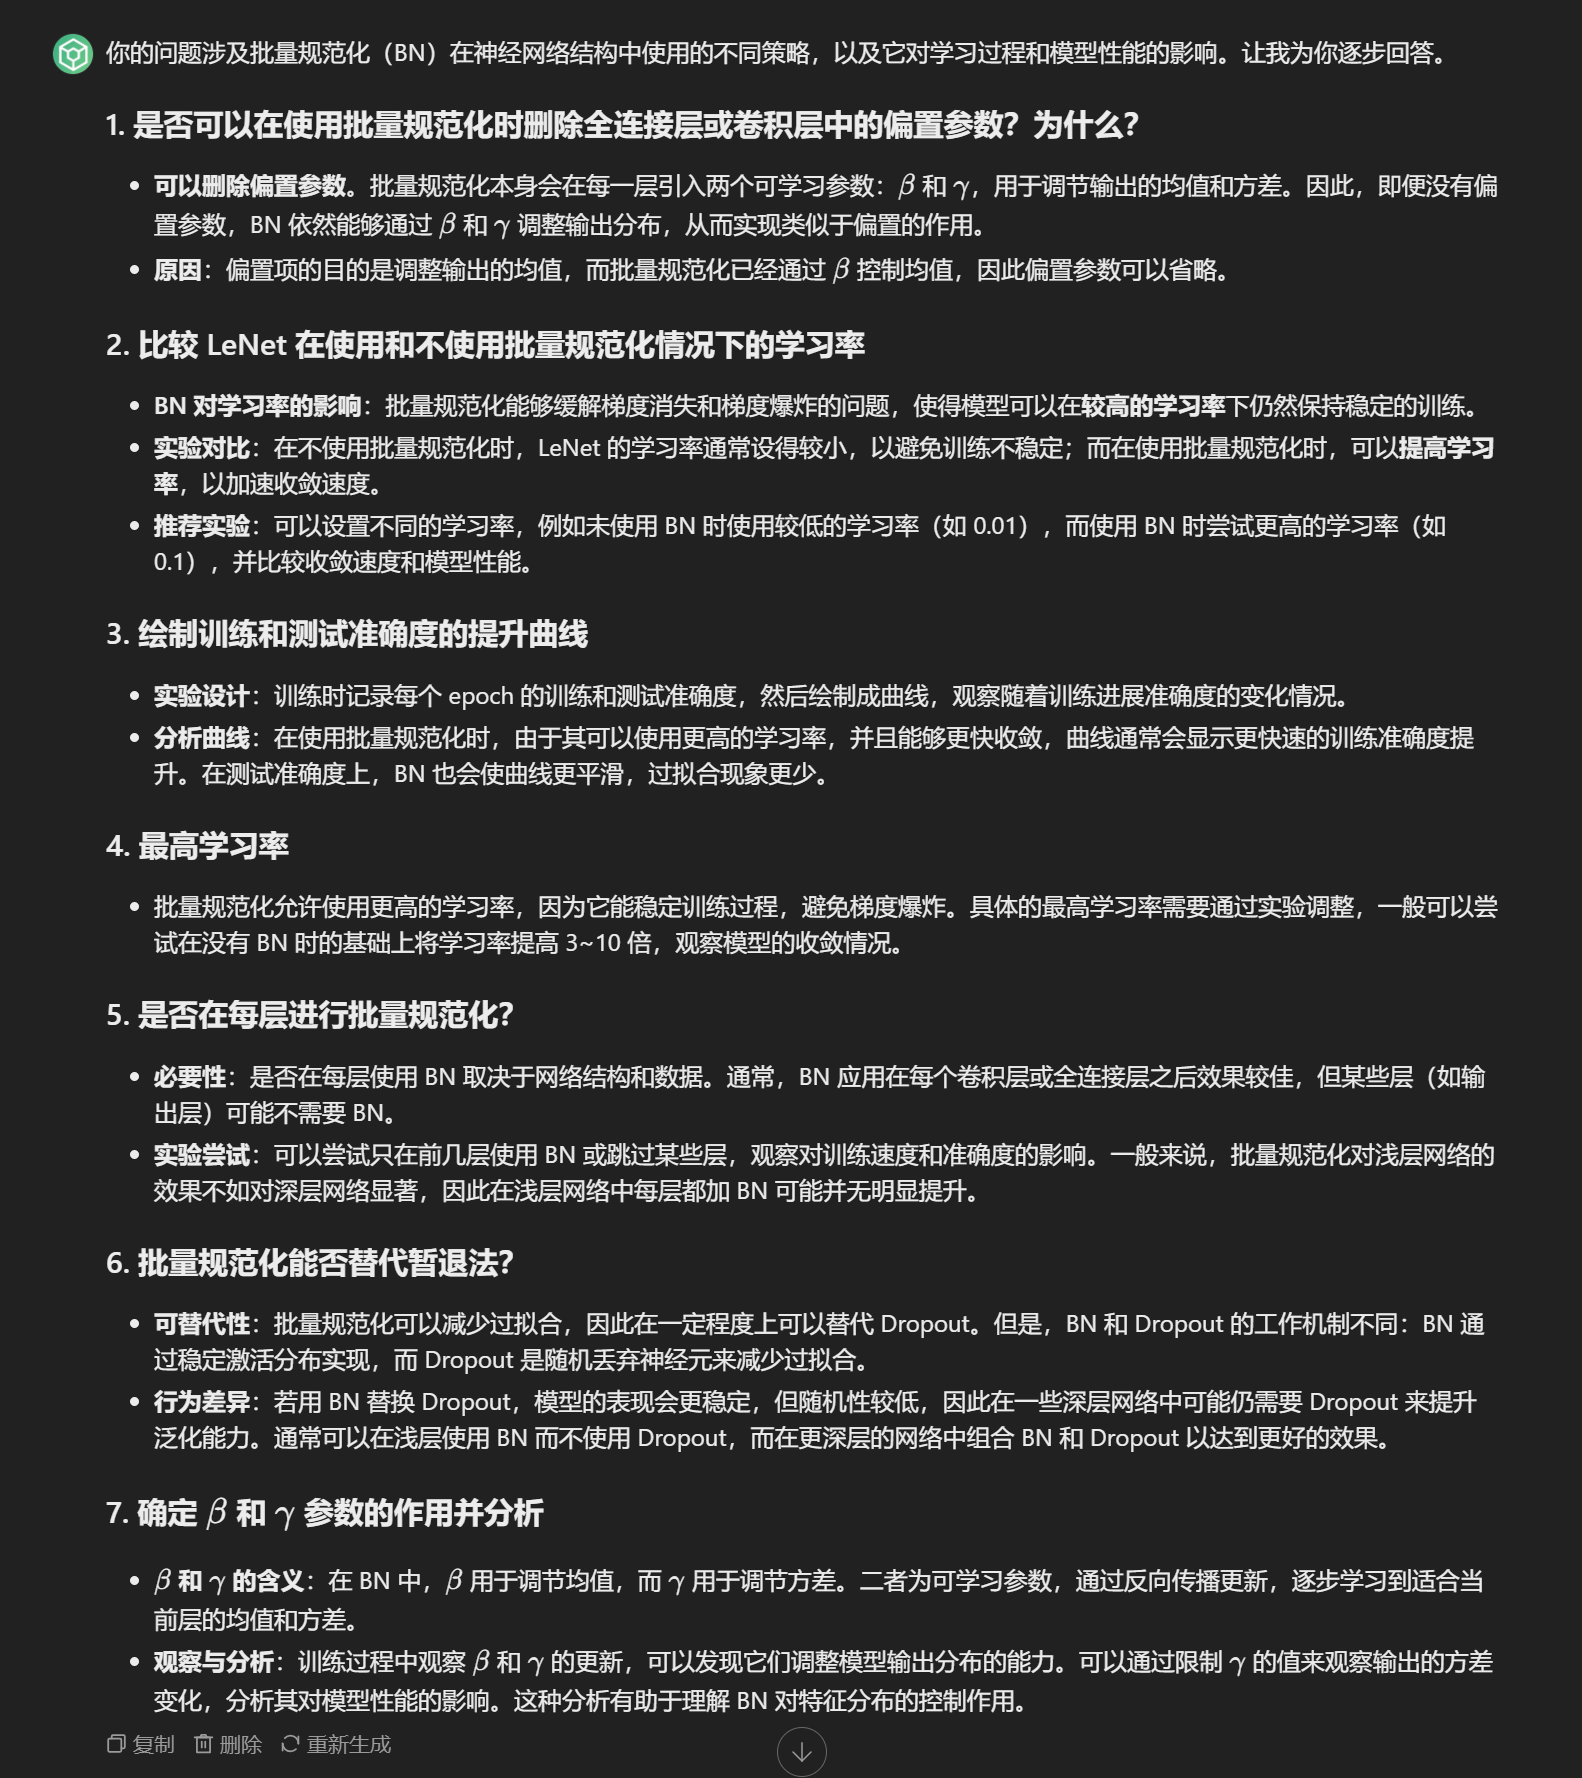 你的问题涉及批量规范化（BN）在神经网络结构中使用的不同策略，以及它对学习过程和模型性能的影响。让我为你逐步回答。
1. 是否可以在使用批量规范化时删除全连接层或卷积层中的偏置参数？为什么？
• 可以删除偏置参数。批量规范化本身会在每一层引入两个可学习参数：β 和 γ，用于调节输出的均值和方差。因此，即便没有偏
置参数，BN 依然能够通过 β 和 γ 调整输出分布，从而实现类似于偏置的作用。
• 原因：偏置项的目的是调整输出的均值，而批量规范化已经通过 β 控制均值，因此偏置参数可以省略。
2. 比较 LeNet 在使用和不使用批量规范化情况下的学习率
• BN 对学习率的影响：批量规范化能够缓解梯度消失和梯度爆炸的问题，使得模型可以在较高的学习率下仍然保持稳定的训练。
• 实验对比：在不使用批量规范化时，LeNet 的学习率通常设得较小，以避免训练不稳定；而在使用批量规范化时，可以提高学习
率，以加速收敛速度。
• 推荐实验：可以设置不同的学习率，例如未使用 BN 时使用较低的学习率（如 0.01），而使用 BN 时尝试更高的学习率（如
0.1），并比较收敛速度和模型性能。
3. 绘制训练和测试准确度的提升曲线
• 实验设计：训练时记录每个 epoch 的训练和测试准确度，然后绘制成曲线，观察随着训练进展准确度的变化情况。
• 分析曲线：在使用批量规范化时，由于其可以使用更高的学习率，并且能够更快收敛，曲线通常会显示更快速的训练准确度提
升。在测试准确度上，BN 也会使曲线更平滑，过拟合现象更少。
4. 最高学习率
• 批量规范化允许使用更高的学习率，因为它能稳定训练过程，避免梯度爆炸。具体的最高学习率需要通过实验调整，一般可以尝
试在没有 BN 时的基础上将学习率提高 3~10 倍，观察模型的收敛情况。
5. 是否在每层进行批量规范化？
• 必要性：是否在每层使用 BN 取决于网络结构和数据。通常，BN 应用在每个卷积层或全连接层之后效果较佳，但某些层（如输
出层）可能不需要 BN。
• 实验尝试：可以尝试只在前几层使用 BN 或跳过某些层，观察对训练速度和准确度的影响。一般来说，批量规范化对浅层网络的
效果不如对深层网络显著，因此在浅层网络中每层都加 BN 可能并无明显提升。
6. 批量规范化能否替代暂退法？
• 可替代性：批量规范化可以减少过拟合，因此在一定程度上可以替代 Dropout。但是，BN 和 Dropout 的工作机制不同：BN 通
过稳定激活分布实现，而 Dropout 是随机丢弃神经元来减少过拟合。
• 行为差异：若用 BN 替换 Dropout，模型的表现会更稳定，但随机性较低，因此在一些深层网络中可能仍需要 Dropout 来提升
泛化能力。通常可以在浅层使用 BN 而不使用 Dropout，而在更深层的网络中组合 BN 和 Dropout 以达到更好的效果。
7. 确定 β 和 γ 参数的作用并分析
• β 和 γ 的含义：在 BN 中，β 用于调节均值，而 γ 用于调节方差。二者为可学习参数，通过反向传播更新，逐步学习到适合当
前层的均值和方差。
• 观察与分析：训练过程中观察 β 和 γ 的更新，可以发现它们调整模型输出分布的能力。可以通过限制 γ 的值来观察输出的方差
变化，分析其对模型性能的影响。这种分析有助于理解 BN 对特征分布的控制作用。
复制 删除 重新生成